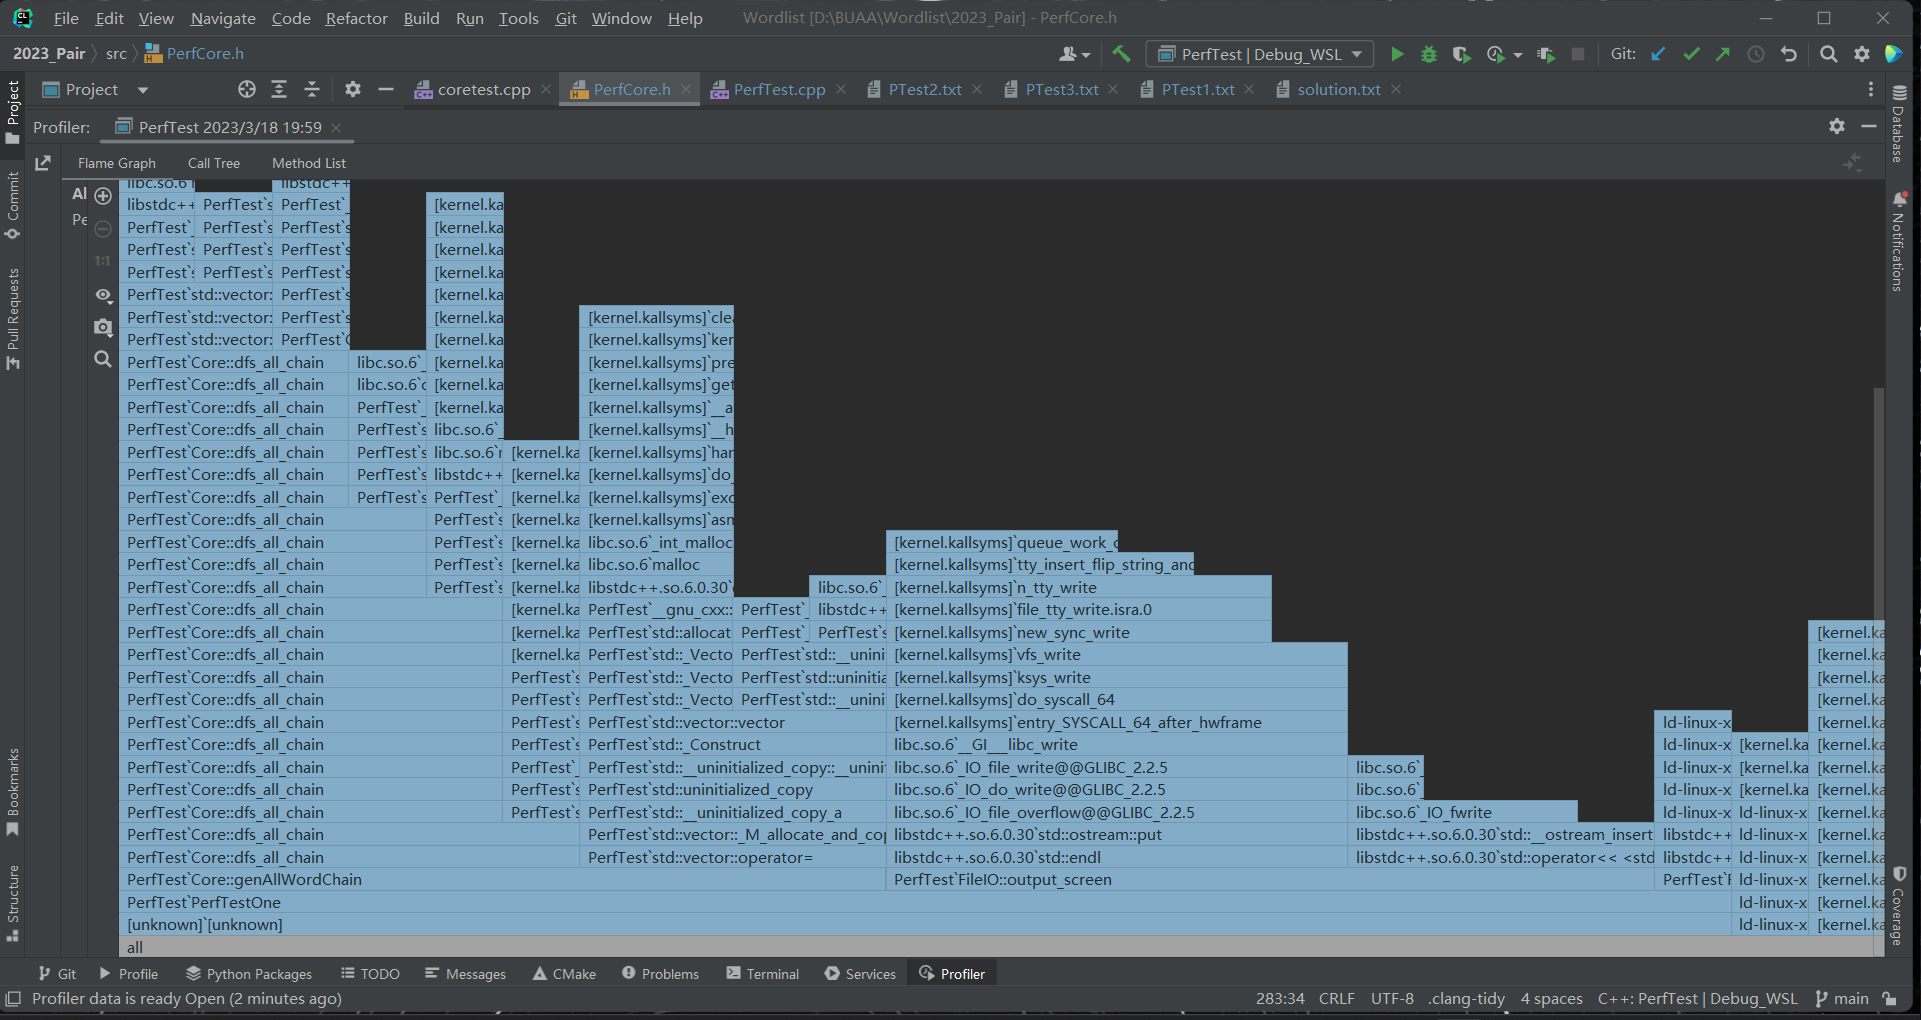 File Edit View Navigate Code Refactor Build Run Tools Git Window Help Wordlist [D:\BUAA\Wordlist\2023_Pair] - PerfCore.h
2023_Pair src PerfCore.h PerfTest | Debug_WSL Git:
Project coretest.cpp PerfCore.h PerfTest.cpp PTest2.txt PTest3.txt PTest1.txt solution.txt
Profiler: PerfTest 2023/3/18 19:59
Flame Graph Call Tree Method List
Project
Commit
Pull Requests
Bookmarks
Structure
Database
Notifications
Coverage
Al
Pe
1:1
libc.so.6 libstdc++
libstdc++ PerfTest`s PerfTest`_ [kernel.ka
PerfTest`_ PerfTest`s PerfTest`s [kernel.ka
PerfTest`s PerfTest`s PerfTest`s [kernel.ka
PerfTest`s PerfTest`s PerfTest`s [kernel.ka
PerfTest`std::vector: PerfTest`s [kernel.ka
PerfTest`std::vector: PerfTest`s [kernel.ka [kernel.kallsyms]`clea
PerfTest`std::vector: PerfTest`C [kernel.ka [kernel.kallsyms]`ker
PerfTest`Core::dfs_all_chain libc.so.6`_ [kernel.ka [kernel.kallsyms]`pre
PerfTest`Core::dfs_all_chain libc.so.6`c [kernel.ka [kernel.kallsyms]`get
PerfTest`Core::dfs_all_chain PerfTest`_ [kernel.ka [kernel.kallsyms]`__a
PerfTest`Core::dfs_all_chain PerfTest`s libc.so.6`_ [kernel.kallsyms]`__h
PerfTest`Core::dfs_all_chain PerfTest`s libc.so.6`r [kernel.ka [kernel.kallsyms]`har
PerfTest`Core::dfs_all_chain PerfTest`s libstdc++ [kernel.ka [kernel.kallsyms]`do_
PerfTest`Core::dfs_all_chain PerfTest`s PerfTest`_ [kernel.ka [kernel.kallsyms]`exc
PerfTest`Core::dfs_all_chain PerfTest`s [kernel.ka [kernel.kallsyms]`asn
PerfTest`Core::dfs_all_chain PerfTest`s [kernel.ka libc.so.6`_int_malloc [kernel.kallsyms]`queue_work_c
PerfTest`Core::dfs_all_chain PerfTest`s [kernel.ka libc.so.6`malloc [kernel.kallsyms]`tty_insert_flip_string_and
PerfTest`Core::dfs_all_chain PerfTest`s [kernel.ka libstdc++.so.6.0.30` libc.so.6`_ [kernel.kallsyms]`n_tty_write
PerfTest`Core::dfs_all_chain [kernel.ka PerfTest`__gnu_cxx:: PerfTest`_ libstdc++ [kernel.kallsyms]`file_tty_write.isra.0
PerfTest`Core::dfs_all_chain [kernel.ka PerfTest`std::allocat PerfTest`_ PerfTest`s [kernel.kallsyms]`new_sync_write [kernel.ka
PerfTest`Core::dfs_all_chain [kernel.ka PerfTest`std::_Vecto PerfTest`std::__unini [kernel.kallsyms]`vfs_write [kernel.ka
PerfTest`Core::dfs_all_chain PerfTest`s PerfTest`std::_Vecto PerfTest`std::uninitia [kernel.kallsyms]`ksys_write [kernel.ka
PerfTest`Core::dfs_all_chain PerfTest`s PerfTest`std::_Vecto PerfTest`std::__unini [kernel.kallsyms]`do_syscall_64 [kernel.ka
PerfTest`Core::dfs_all_chain PerfTest`s PerfTest`std::vector::vector [kernel.kallsyms]`entry_SYSCALL_64_after_hwframe ld-linux-x [kernel.ka
PerfTest`Core::dfs_all_chain PerfTest`s PerfTest`std::_Construct libc.so.6`__GI___libc_write ld-linux-x [kernel.ka [kernel.ka
PerfTest`Core::dfs_all_chain PerfTest`_ PerfTest`std::__uninitialized_copy::__unini libc.so.6`_IO_file_write@@GLIBC_2.2.5 libc.so.6`_ ld-linux-x [kernel.ka [kernel.ka
PerfTest`Core::dfs_all_chain PerfTest`s PerfTest`std::uninitialized_copy libc.so.6`_IO_do_write@@GLIBC_2.2.5 libc.so.6`_ ld-linux-x [kernel.ka [kernel.ka
PerfTest`Core::dfs_all_chain PerfTest`s PerfTest`std::__uninitialized_copy_a libc.so.6`_IO_file_overflow@@GLIBC_2.2.5 libc.so.6`_IO_fwrite ld-linux-x ld-linux-x [kernel.ka
PerfTest`Core::dfs_all_chain PerfTest`std::vector::_M_allocate_and_cop libstdc++.so.6.0.30`std::ostream::put libstdc++.so.6.0.30`std::__ostream_insert libstdc++ ld-linux-x [kernel.ka
PerfTest`Core::dfs_all_chain PerfTest`std::vector::operator= libstdc++.so.6.0.30`std::endl libstdc++.so.6.0.30`std::operator<< <std libstdc++ ld-linux-x [kernel.ka
PerfTest`Core::genAllWordChain PerfTest`FileIO::output_screen PerfTest`F ld-linux-x [kernel.ka
PerfTest`PerfTestOne ld-linux-x [kernel.ka
[unknown]`[unknown] ld-linux-x [kernel.ka
all
Git Profile Python Packages TODO Messages CMake Problems Terminal Services Profiler
Profiler data is ready Open (2 minutes ago) 283:34 CRLF UTF-8 .clang-tidy 4 spaces C++: PerfTest | Debug_WSL main